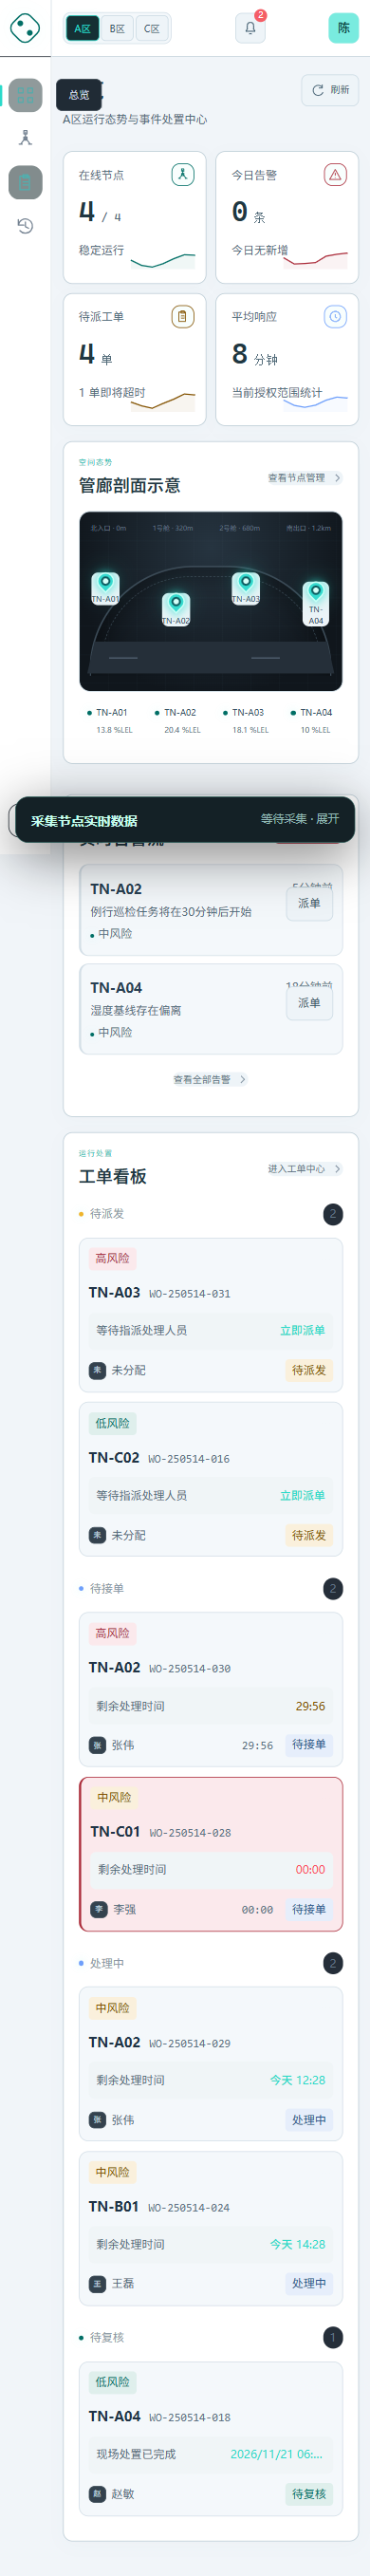 A区
B区
C区
2
陈
总览
刷新
A区运行态势与事件处置中心
在线节点
4 / 4
稳定运行
今日告警
0 条
今日无新增
待派工单
4 单
1 单即将超时
平均响应
8 分钟
当前授权范围统计
空间态势
管廊剖面示意
查看节点管理
北入口 · 0m
1号舱 · 320m
2号舱 · 680m
南出口 · 1.2km
TN-A01
TN-A02
TN-A03
TN-
A04
TN-A01
13.8 %LEL
TN-A02
20.4 %LEL
TN-A03
18.1 %LEL
TN-A04
10 %LEL
采集节点实时数据
等待采集 · 展开
TN-A02
例行巡检任务将在30分钟后开始
中风险
派单
TN-A04
湿度基线存在偏离
中风险
派单
查看全部告警
运行处置
工单看板
进入工单中心
待派发
2
高风险
TN-A03 WO-250514-031
等待指派处理人员
立即派单
未 未分配
待派发
低风险
TN-C02 WO-250514-016
等待指派处理人员
立即派单
未 未分配
待派发
待接单
2
高风险
TN-A02 WO-250514-030
剩余处理时间
29:56
张 张伟
29:56
待接单
中风险
TN-C01 WO-250514-028
剩余处理时间
00:00
李 李强
00:00
待接单
处理中
2
中风险
TN-A02 WO-250514-029
剩余处理时间
今天 12:28
张 张伟
处理中
中风险
TN-B01 WO-250514-024
剩余处理时间
今天 14:28
王 王磊
处理中
待复核
1
低风险
TN-A04 WO-250514-018
现场处置已完成
2026/11/21 06:...
赵 赵敏
待复核